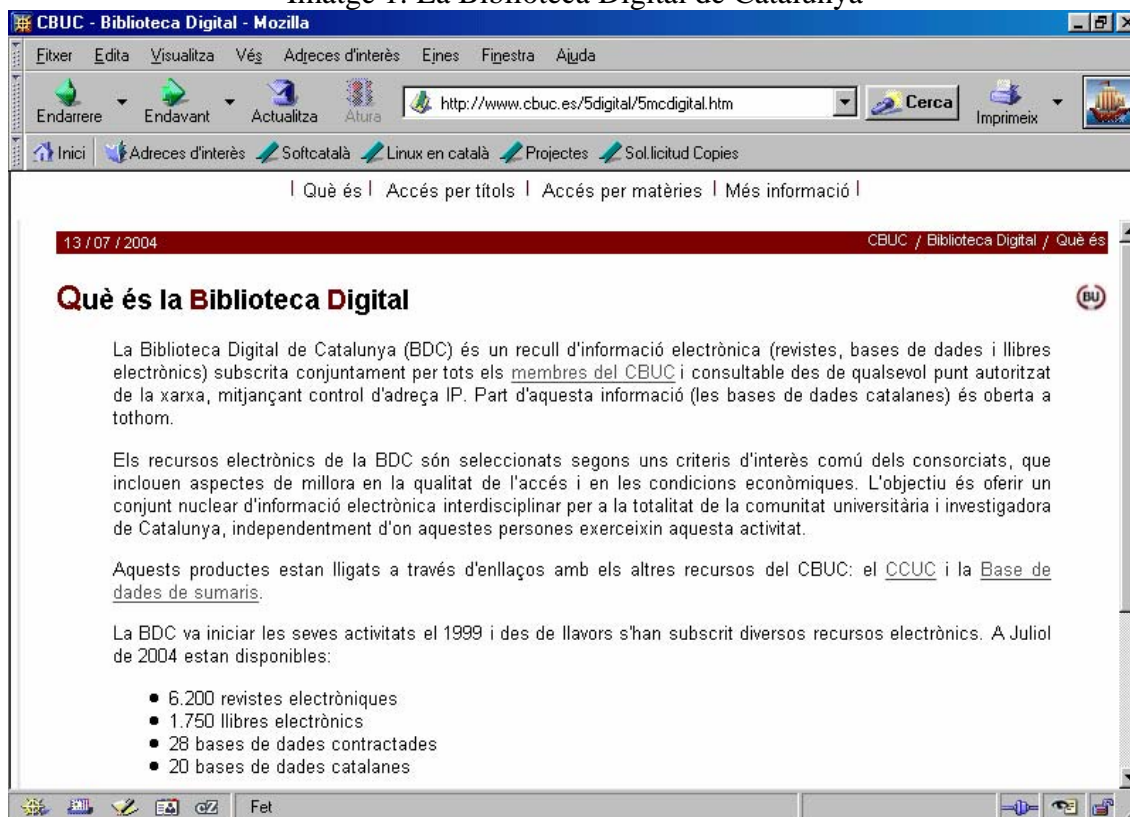 Imatge 1: La Biblioteca Digital de Catalunya
CBUC - Biblioteca Digital - Mozilla
Fitxer Edita Visualitza Vés Adreces d'interès Eines Finestra Ajuda
Endarrere Endavant Actualitza Atura http://www.cbuc.es/5digital/5mcdigital.htm Cerca Imprimeix
Inici Adreces d'interès Softcatalà Linux en català Projectes Sol.licitud Copies
| Què és | Accés per títols | Accés per matèries | Més informació |
13 / 07 / 2004 CBUC / Biblioteca Digital / Què és
Què és la Biblioteca Digital
BU
La Biblioteca Digital de Catalunya (BDC) és un recull d'informació electrònica (revistes, bases de dades i llibres
electrònics) subscrita conjuntament per tots els membres del CBUC i consultable des de qualsevol punt autoritzat
de la xarxa, mitjançant control d'adreça IP. Part d'aquesta informació (les bases de dades catalanes) és oberta a
tothom.
Els recursos electrònics de la BDC són seleccionats segons uns criteris d'interès comú dels consorciats, que
inclouen aspectes de millora en la qualitat de l'accés i en les condicions econòmiques. L'objectiu és oferir un
conjunt nuclear d'informació electrònica interdisciplinar per a la totalitat de la comunitat universitària i investigadora
de Catalunya, independentment d'on aquestes persones exerceixin aquesta activitat.
Aquests productes estan lligats a través d'enllaços amb els altres recursos del CBUC: el CCUC i la Base de
dades de sumaris.
La BDC va iniciar les seves activitats el 1999 i des de llavors s'han subscrit diversos recursos electrònics. A Juliol
de 2004 estan disponibles:
● 6.200 revistes electròniques
● 1.750 llibres electrònics
● 28 bases de dades contractades
● 20 bases de dades catalanes
Fet